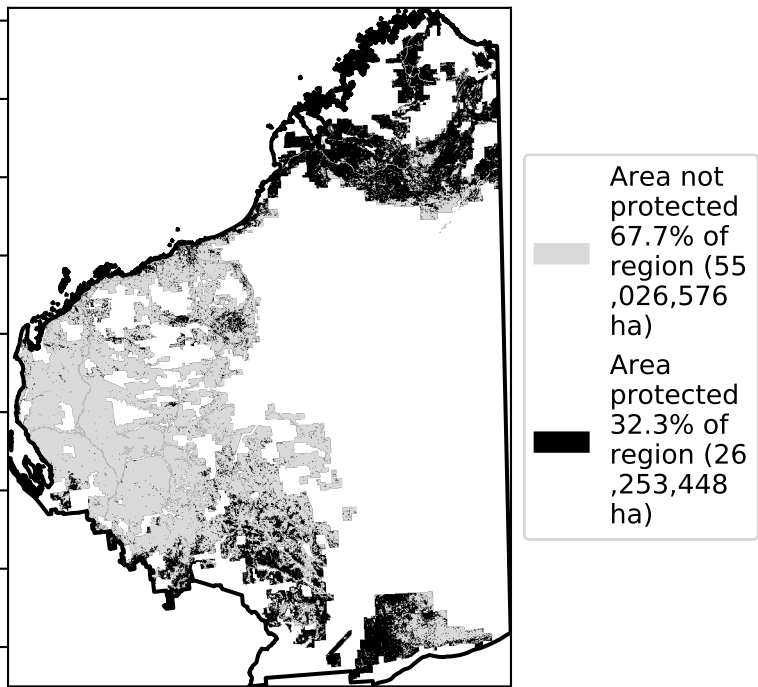 Area not
protected
67.7% of
region (55
,026,576
ha)
Area
protected
32.3% of
region (26
,253,448
ha)